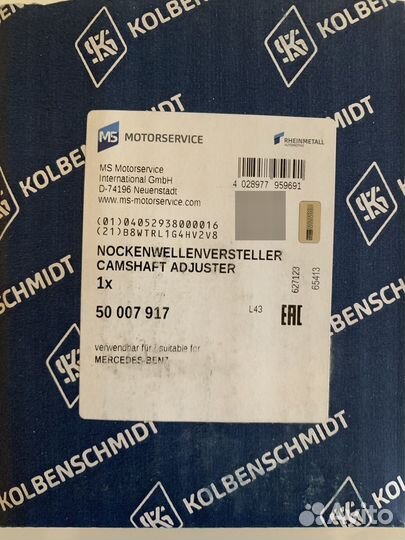 KOLBENSCHMIDT
KOLBENSCHMIDT
MS MOTORSERVICE
RHEINMETALL
AUTOMOTIVE
MS Motorservice
International GmbH
D-74196 Neuenstadt
www.ms-motorservice.com
4 028977 959691
(01)04052938000016
(21)B8WTRL1G4HV2V8
NOCKENWELLENVERSTELLER
CAMSHAFT ADJUSTER
1x
627123
65413
50 007 917
L43
EAC
verwendbar für / suitable for
MERCEDES-BENZ
KOLBENSCHMIDT
KOLBENSCHMIDT
KOLBENSCHMIDT
Avito